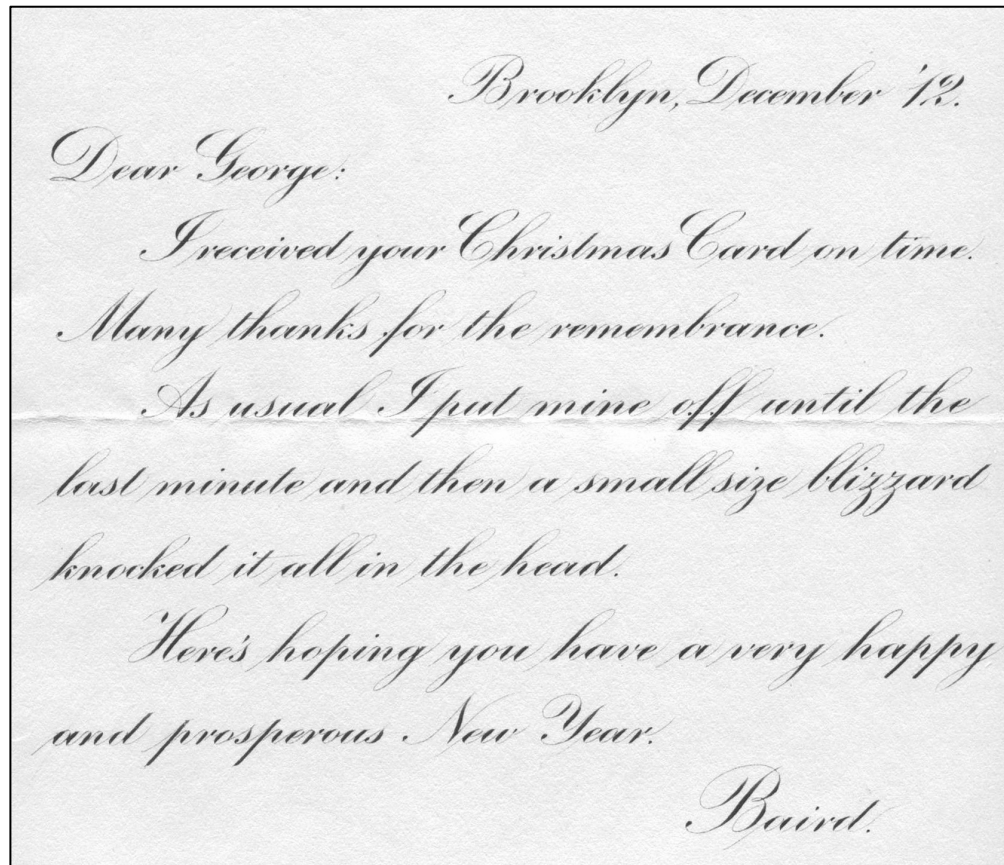 Brooklyn, December '12.
Dear George:
I received your Christmas Card on time.
Many thanks for the remembrance.
As usual I put mine off until the
last minute and then a small size blizzard
knocked it all in the head.
Here's hoping you have a very happy
and prosperous New Year.
Baird.